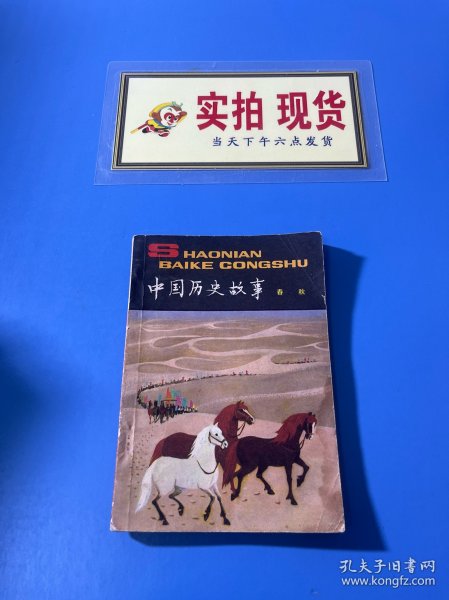 实拍 现货
当天下午六点发货
SHAONIAN
BAIKE CONGSHU
中国历史故事 春秋
孔夫子旧书网
www.kongfz.com